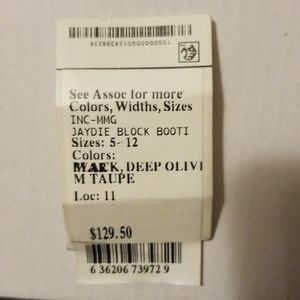 See Assoc for more
Colors, Widths, Sizes
INC-MMG
JAYDIE BLOCK BOOTI
Sizes: 5- 12
Colors:
DEEP OLIVE
M TAUPE
Loc: 11
$129.50
6 36206 73972 9